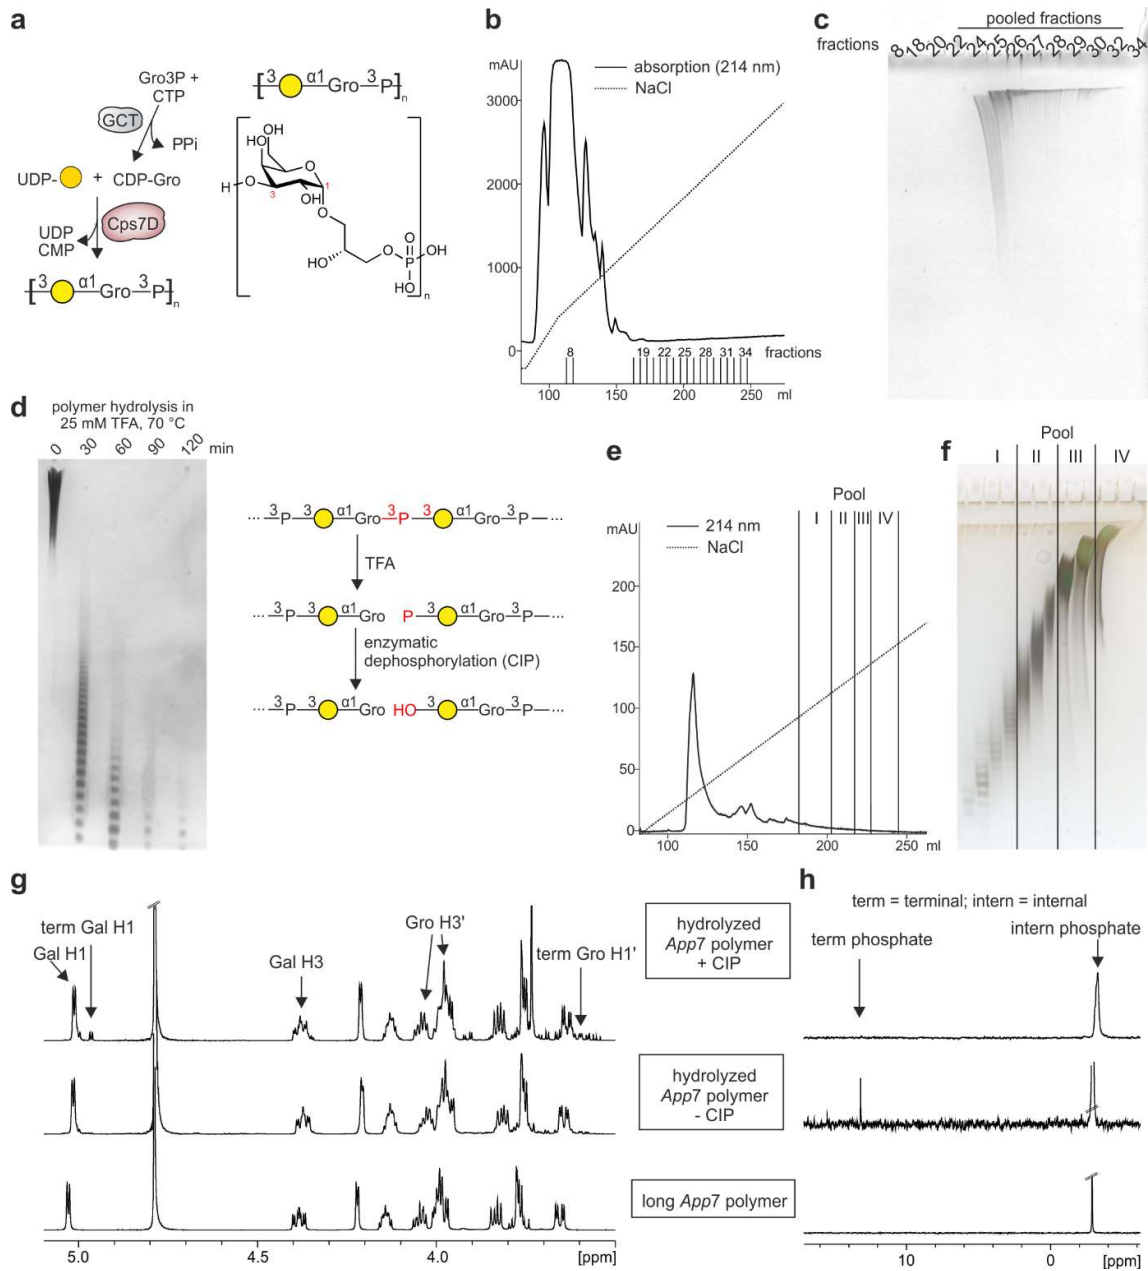 a
Gro3P +
CTP
GCT
PPi
UDP- + CDP-Gro
UDP
CMP
Cps7D
[3 α1 Gro 3 P]n
[3 α1 Gro 3 P]n
OH
OH
HO
H O
3
1
OH
O
HO
O
O
P
OH
HO
n
b
mAU
3000
2000
1000
0
absorption (214 nm)
NaCl
8
19 22 25 28 31 34 fractions
100 150 200 250 ml
c
pooled fractions
fractions 8 18 20 22 24 25 26 27 28 29 30 32 34
d
polymer hydrolysis in
25 mM TFA, 70 °C
0 30 60 90 120 min
··· 3 P 3 α1 Gro 3 P 3 α1 Gro 3 P ···
TFA
··· 3 P 3 α1 Gro P 3 α1 Gro 3 P ···
enzymatic
dephosphorylation (CIP)
··· 3 P 3 α1 Gro HO 3 α1 Gro 3 P ···
e
Pool
I II III IV
mAU
214 nm
NaCl
200
150
100
50
0
100 150 200 250 ml
f
Pool
I II III IV
g
term Gal H1
Gal H1
Gal H3
Gro H3'
term Gro H1'
hydrolyzed
App7 polymer
+ CIP
hydrolyzed
App7 polymer
- CIP
long App7 polymer
5.0 4.5 4.0 [ppm]
h
term = terminal; intern = internal
term phosphate
intern phosphate
10 0 [ppm]